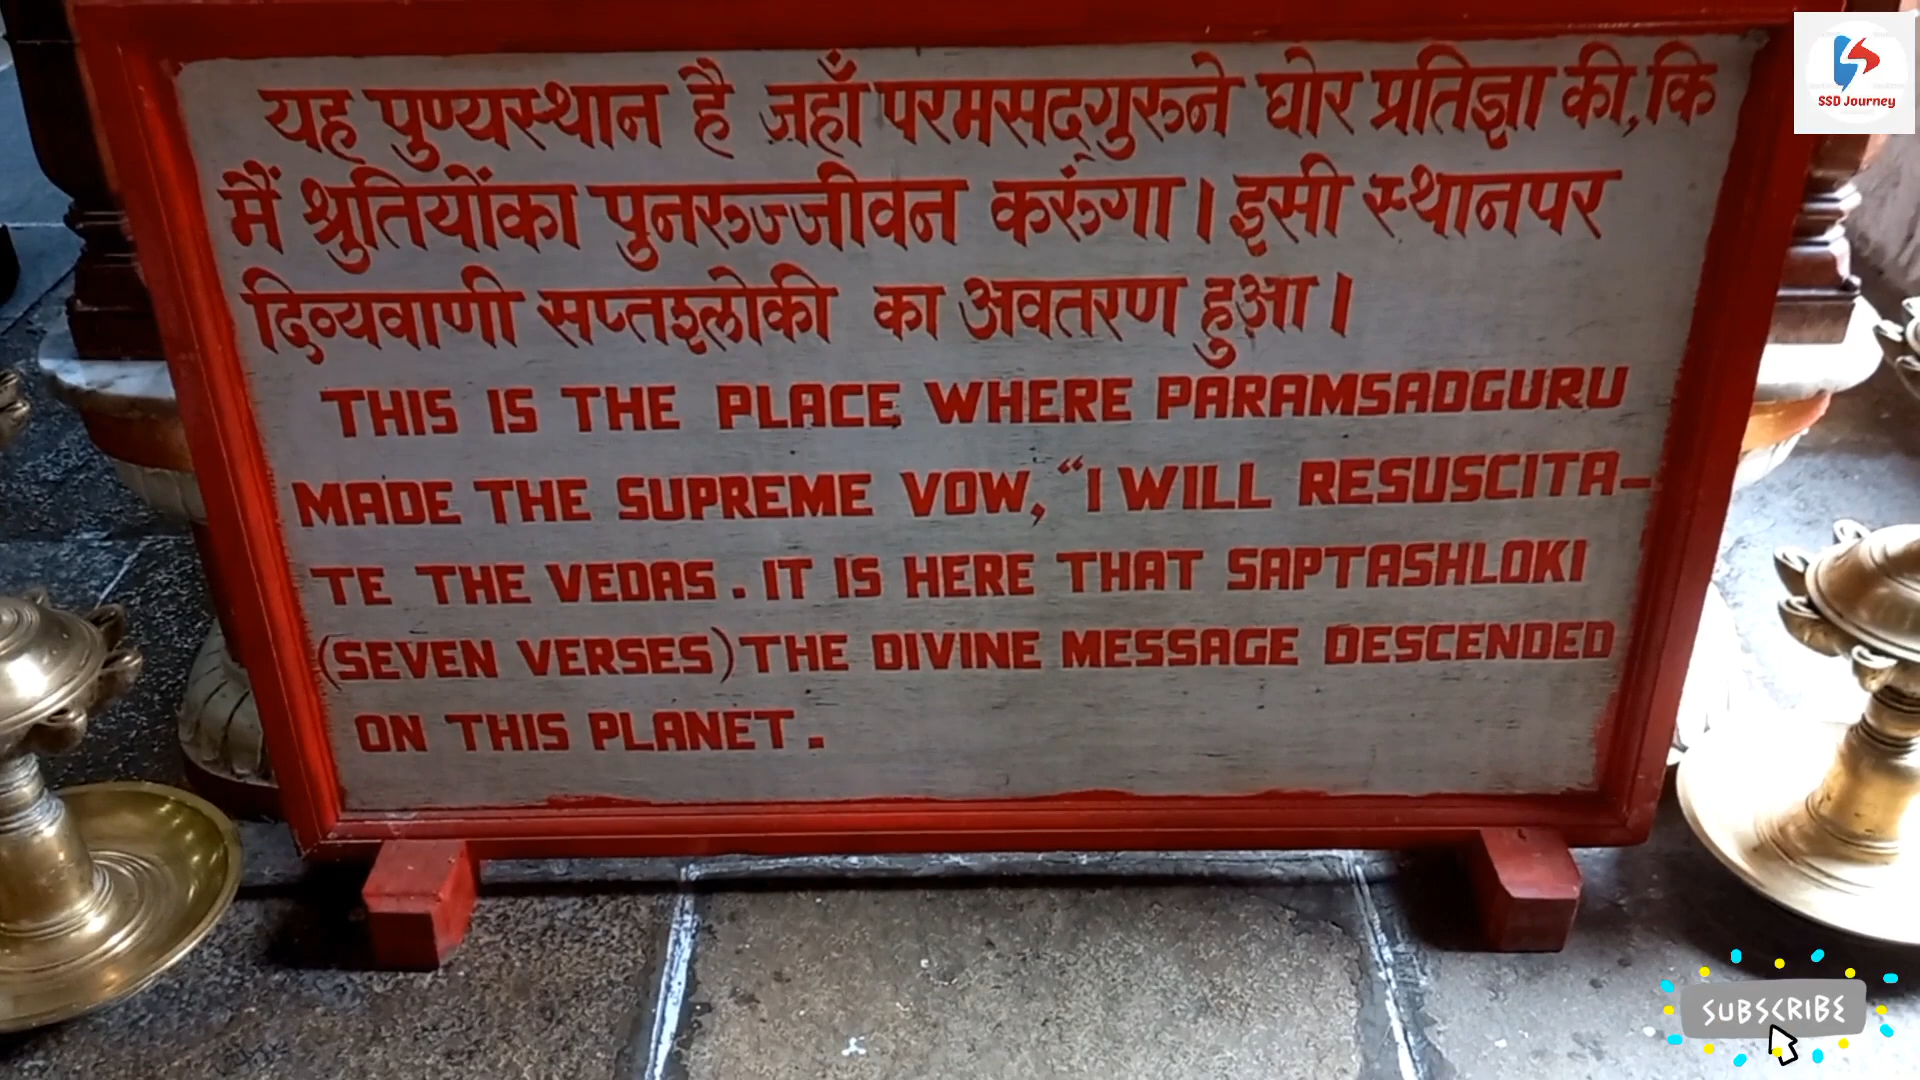 यह पुण्यस्थान है जहाँ परमसद्‌गुरूने घोर प्रतिज्ञा की, कि
मैं श्रुतियोंका पुनरूज्जीवन करूंगा। इसी स्थानपर
दिव्यवाणी सप्तश्लोकी का अवतरण हुआ।
THIS IS THE PLACE WHERE PARAMSADGURU
MADE THE SUPREME VOW, “I WILL RESUSCITA-
TE THE VEDAS. IT IS HERE THAT SAPTASHLOKI
(SEVEN VERSES) THE DIVINE MESSAGE DESCENDED
ON THIS PLANET.
SSD Journey
SUBSCRIBE